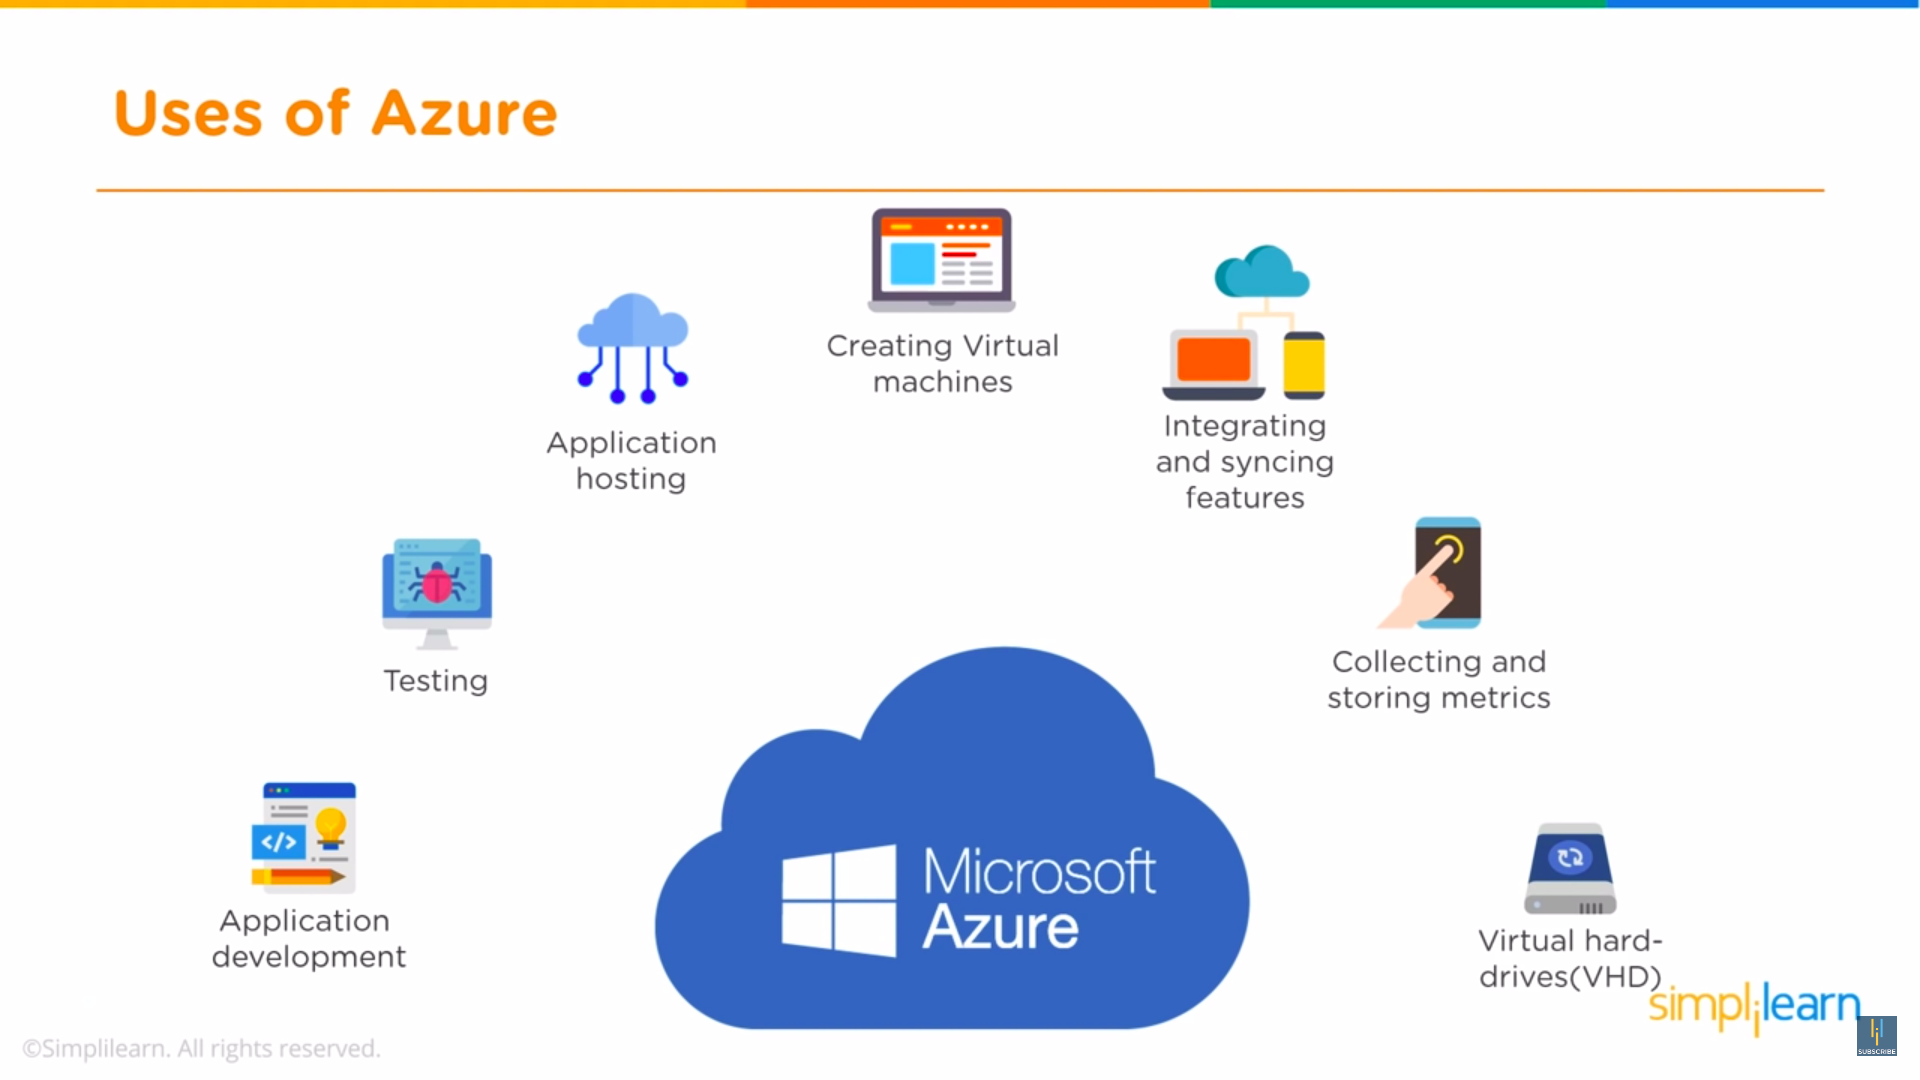 Uses of Azure
Creating Virtual
machines
Application
hosting
Integrating
and syncing
features
Testing
Collecting and
storing metrics
Application
development
</>
Microsoft
Azure
Virtual hard-
drives(VHD)
simplilearn
SUBSCRIBE
©Simplilearn. All rights reserved.